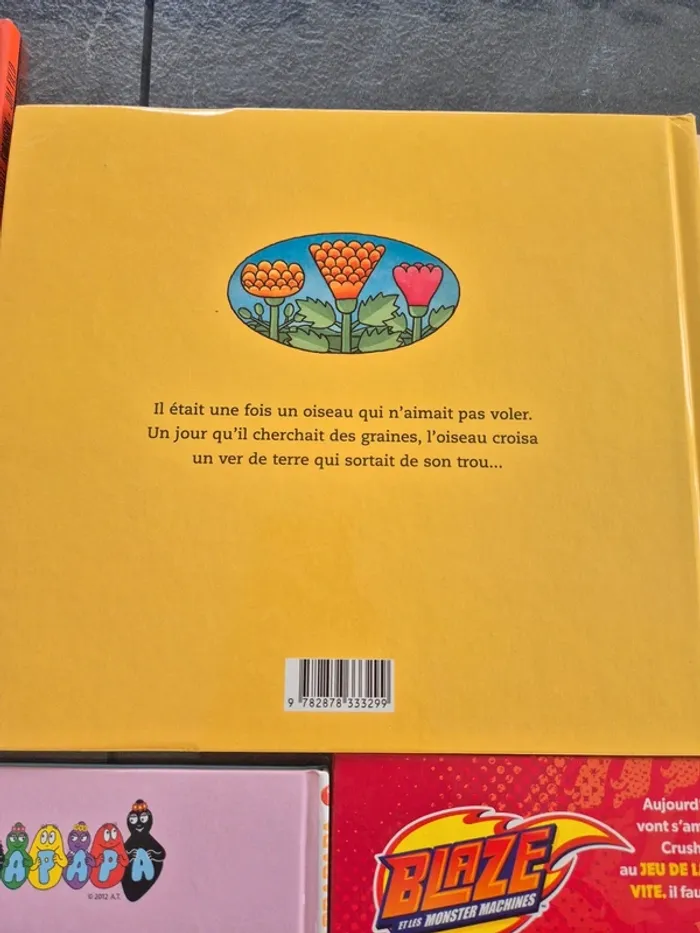 Il était une fois un oiseau qui n'aimait pas voler.
Un jour qu'il cherchait des graines, l'oiseau croisa
un ver de terre qui sortait de son trou...
9 782878 333299
APAPA
© 2012 A.T.
BLAZE
ET LES MONSTER MACHINES
Aujourd'
vont s'am
Crush
au JEU DE L
VITE, il fau